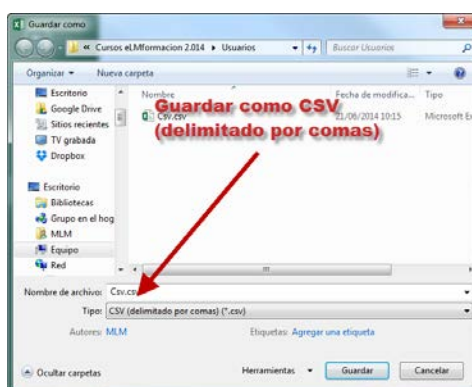 Guardar como
« Cursos eLMformacion 2.014 ▸ Usuarios
Buscar Usuarios
Organizar
Nueva carpeta
Escritorio
Google Drive
Sitios recientes
TV grabada
Dropbox
Escritorio
Bibliotecas
Grupo en el hog
MLM
Equipo
Red
Nombre
Fecha de modifica...
Tipo
Csv.csv
21/06/2014 10:15
Microsoft Ex
Guardar como CSV
(delimitado por comas)
Nombre de archivo: Csv.csv
Tipo: CSV (delimitado por comas) (*.csv)
Autores: MLM
Etiquetas: Agregar una etiqueta
Ocultar carpetas
Herramientas
Guardar
Cancelar